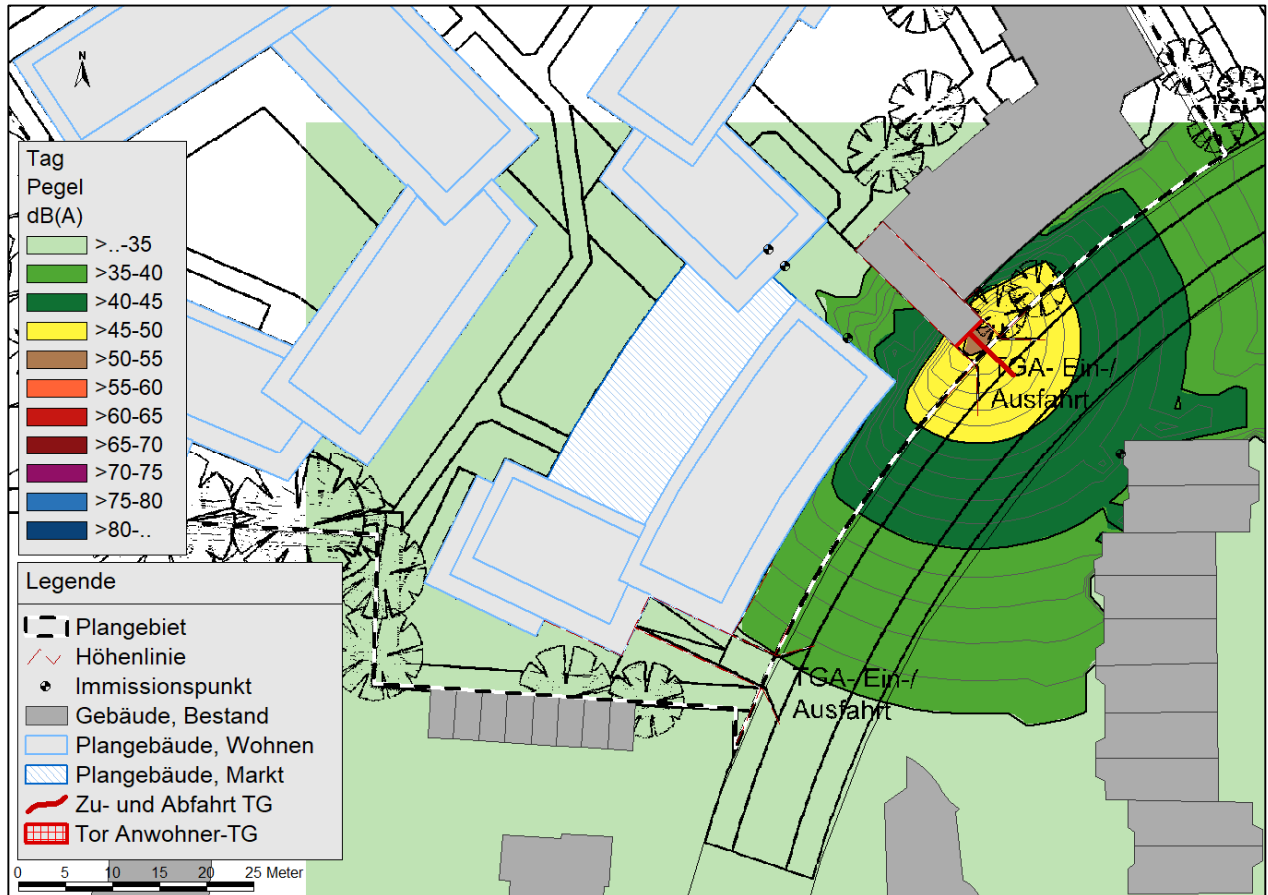 N
Tag
Pegel
dB(A)
>..-35
>35-40
>40-45
>45-50
>50-55
>55-60
>60-65
>65-70
>70-75
>75-80
>80-..
TGA- Ein-/
Ausfahrt
TGA- Ein-/
Ausfahrt
Legende
Plangebiet
Höhenlinie
Immissionspunkt
Gebäude, Bestand
Plangebäude, Wohnen
Plangebäude, Markt
Zu- und Abfahrt TG
Tor Anwohner-TG
0 5 10 15 20 25 Meter